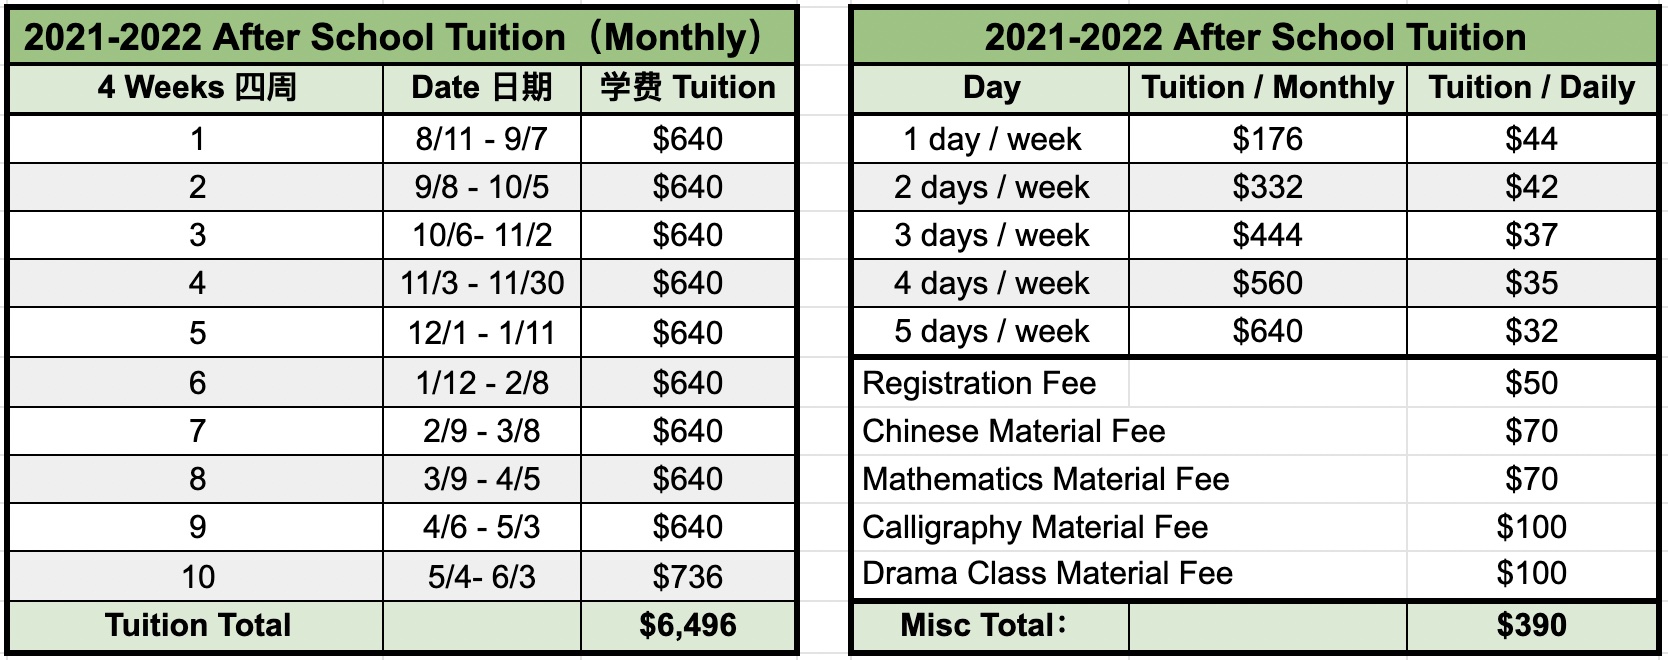 2021-2022 After School Tuition（Monthly）
4 Weeks 四周 Date 日期 学费 Tuition
1 8/11 - 9/7 $640
2 9/8 - 10/5 $640
3 10/6- 11/2 $640
4 11/3 - 11/30 $640
5 12/1 - 1/11 $640
6 1/12 - 2/8 $640
7 2/9 - 3/8 $640
8 3/9 - 4/5 $640
9 4/6 - 5/3 $640
10 5/4- 6/3 $736
Tuition Total $6,496
2021-2022 After School Tuition
Day Tuition / Monthly Tuition / Daily
1 day / week $176 $44
2 days / week $332 $42
3 days / week $444 $37
4 days / week $560 $35
5 days / week $640 $32
Registration Fee $50
Chinese Material Fee $70
Mathematics Material Fee $70
Calligraphy Material Fee $100
Drama Class Material Fee $100
Misc Total： $390